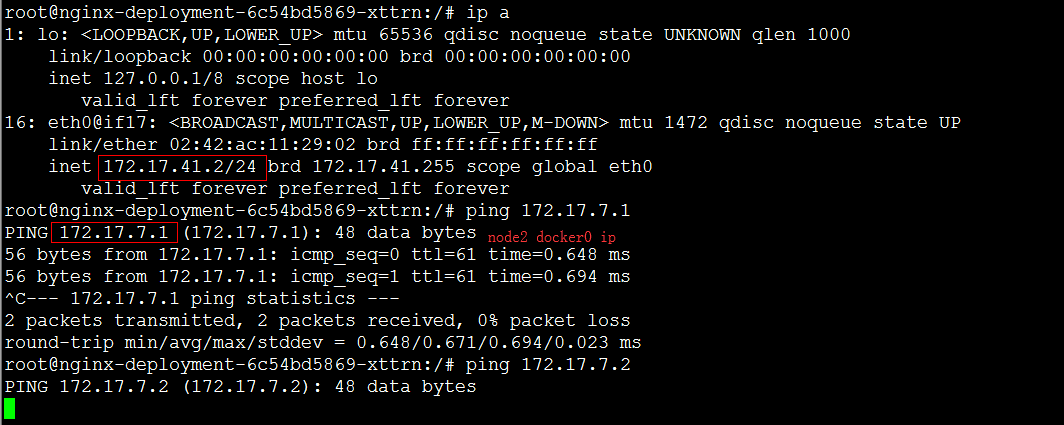 root@nginx-deployment-6c54bd5869-xttrn:/# ip a
1: lo: <LOOPBACK,UP,LOWER_UP> mtu 65536 qdisc noqueue state UNKNOWN qlen 1000
    link/loopback 00:00:00:00:00:00 brd 00:00:00:00:00:00
    inet 127.0.0.1/8 scope host lo
       valid_lft forever preferred_lft forever
16: eth0@if17: <BROADCAST,MULTICAST,UP,LOWER_UP,M-DOWN> mtu 1472 qdisc noqueue state UP
    link/ether 02:42:ac:11:29:02 brd ff:ff:ff:ff:ff:ff
    inet 172.17.41.2/24 brd 172.17.41.255 scope global eth0
       valid_lft forever preferred_lft forever
root@nginx-deployment-6c54bd5869-xttrn:/# ping 172.17.7.1
PING 172.17.7.1 (172.17.7.1): 48 data bytes node2 docker0 ip
56 bytes from 172.17.7.1: icmp_seq=0 ttl=61 time=0.648 ms
56 bytes from 172.17.7.1: icmp_seq=1 ttl=61 time=0.694 ms
^C--- 172.17.7.1 ping statistics ---
2 packets transmitted, 2 packets received, 0% packet loss
round-trip min/avg/max/stddev = 0.648/0.671/0.694/0.023 ms
root@nginx-deployment-6c54bd5869-xttrn:/# ping 172.17.7.2
PING 172.17.7.2 (172.17.7.2): 48 data bytes